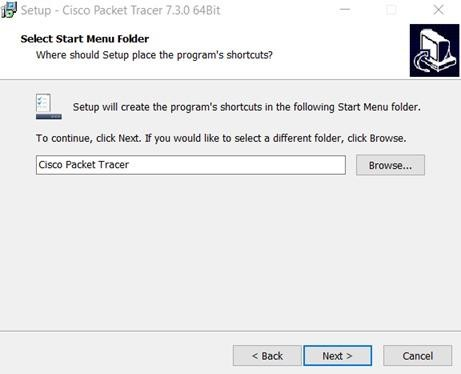 Setup - Cisco Packet Tracer 7.3.0 64Bit
Select Start Menu Folder
Where should Setup place the program's shortcuts?
Setup will create the program's shortcuts in the following Start Menu folder.
To continue, click Next. If you would like to select a different folder, click Browse.
Cisco Packet Tracer
Browse...
< Back
Next >
Cancel